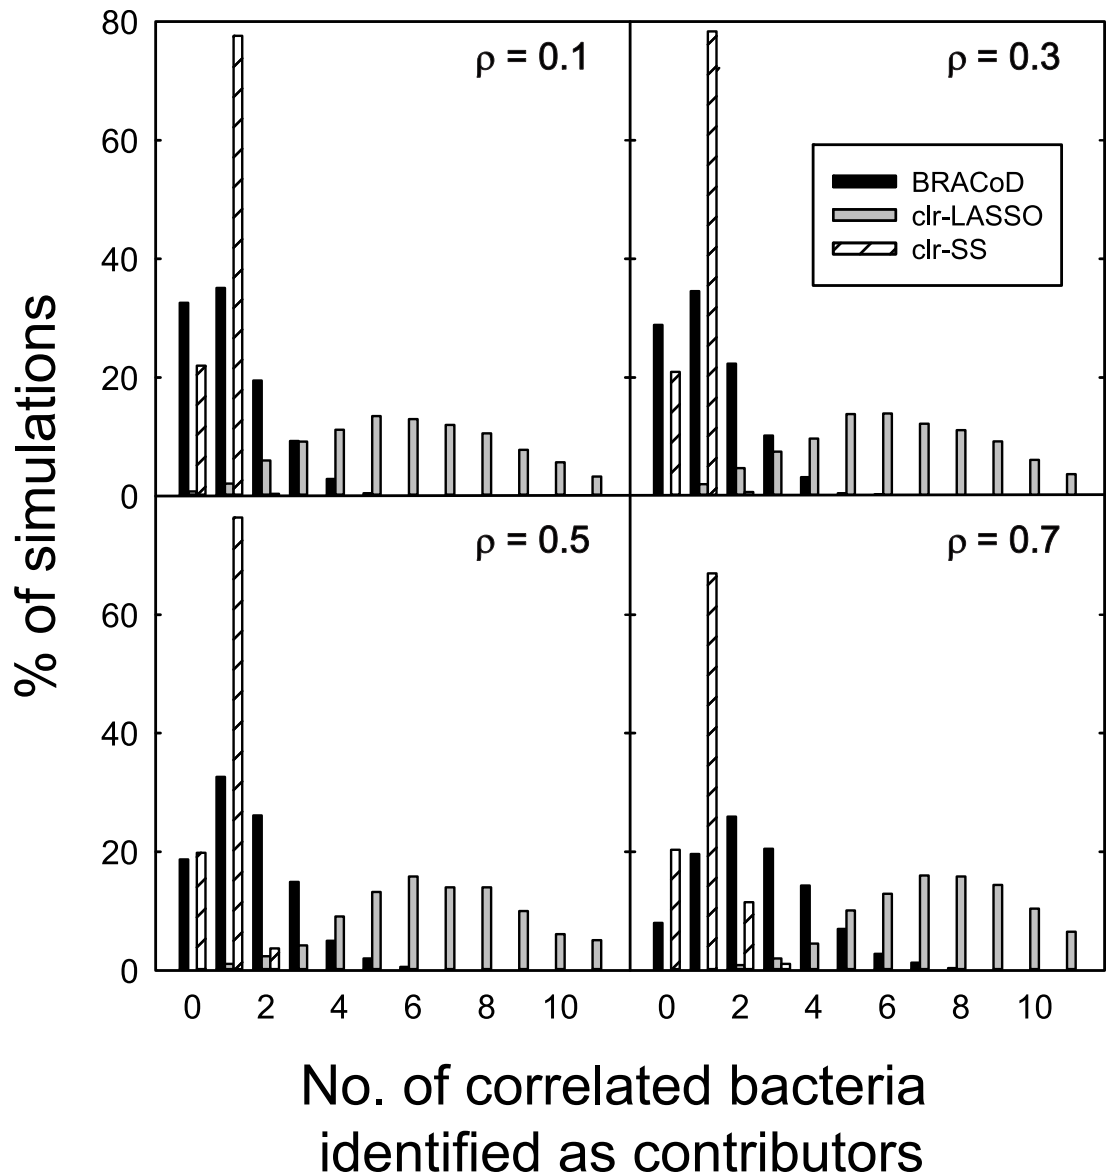 80
ρ = 0.1
ρ = 0.3
60
BRACoD
clr-LASSO
clr-SS
40
20
0
% of simulations
ρ = 0.5
ρ = 0.7
60
40
20
0
0 2 4 6 8 10
0 2 4 6 8 10
No. of correlated bacteria
identified as contributors